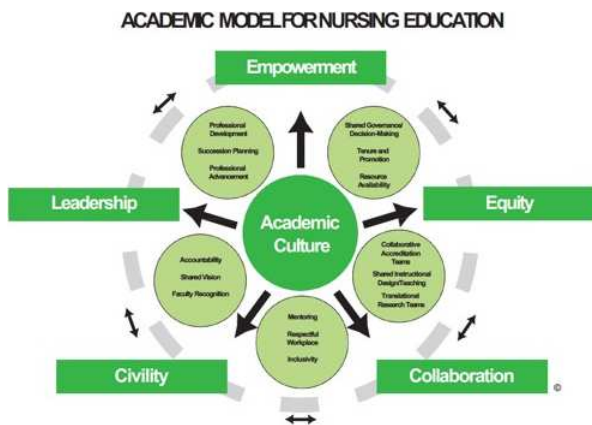 ACADEMIC MODEL FOR NURSING EDUCATION
Empowerment
Professional
Development
Succession Planning
Professional
Advancement
Shared Governance/
Decision-Making
Tenure and
Promotion
Resource
Availability
Leadership
Academic
Culture
Equity
Accountability
Shared Vision
Faculty Recognition
Collaborative
Accreditation
Teams
Shared Instructional
Design/Teaching
Translational
Research Teams
Mentoring
Respectful
Workplace
Inclusivity
Civility
Collaboration
©